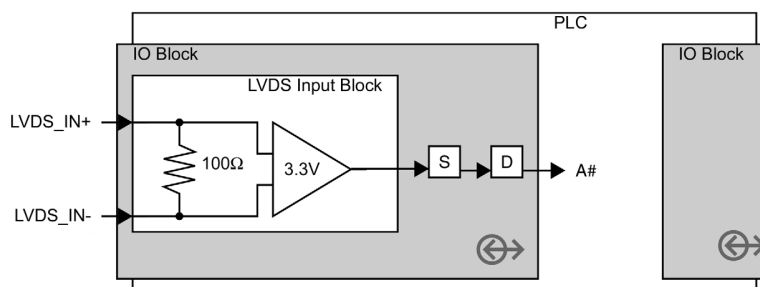 PLC
IO Block
IO Block
LVDS Input Block
LVDS_IN+
100Ω
3.3V
S
D
A#
LVDS_IN-